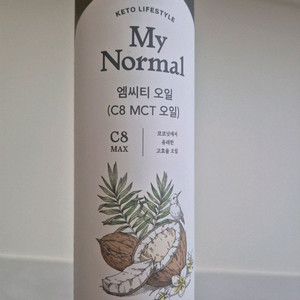 KETO LIFESTYLE
My
Normal
엠씨티 오일
(C8 MCT 오일)
C8
MAX
코코넛에서
유래한
고효율 오일